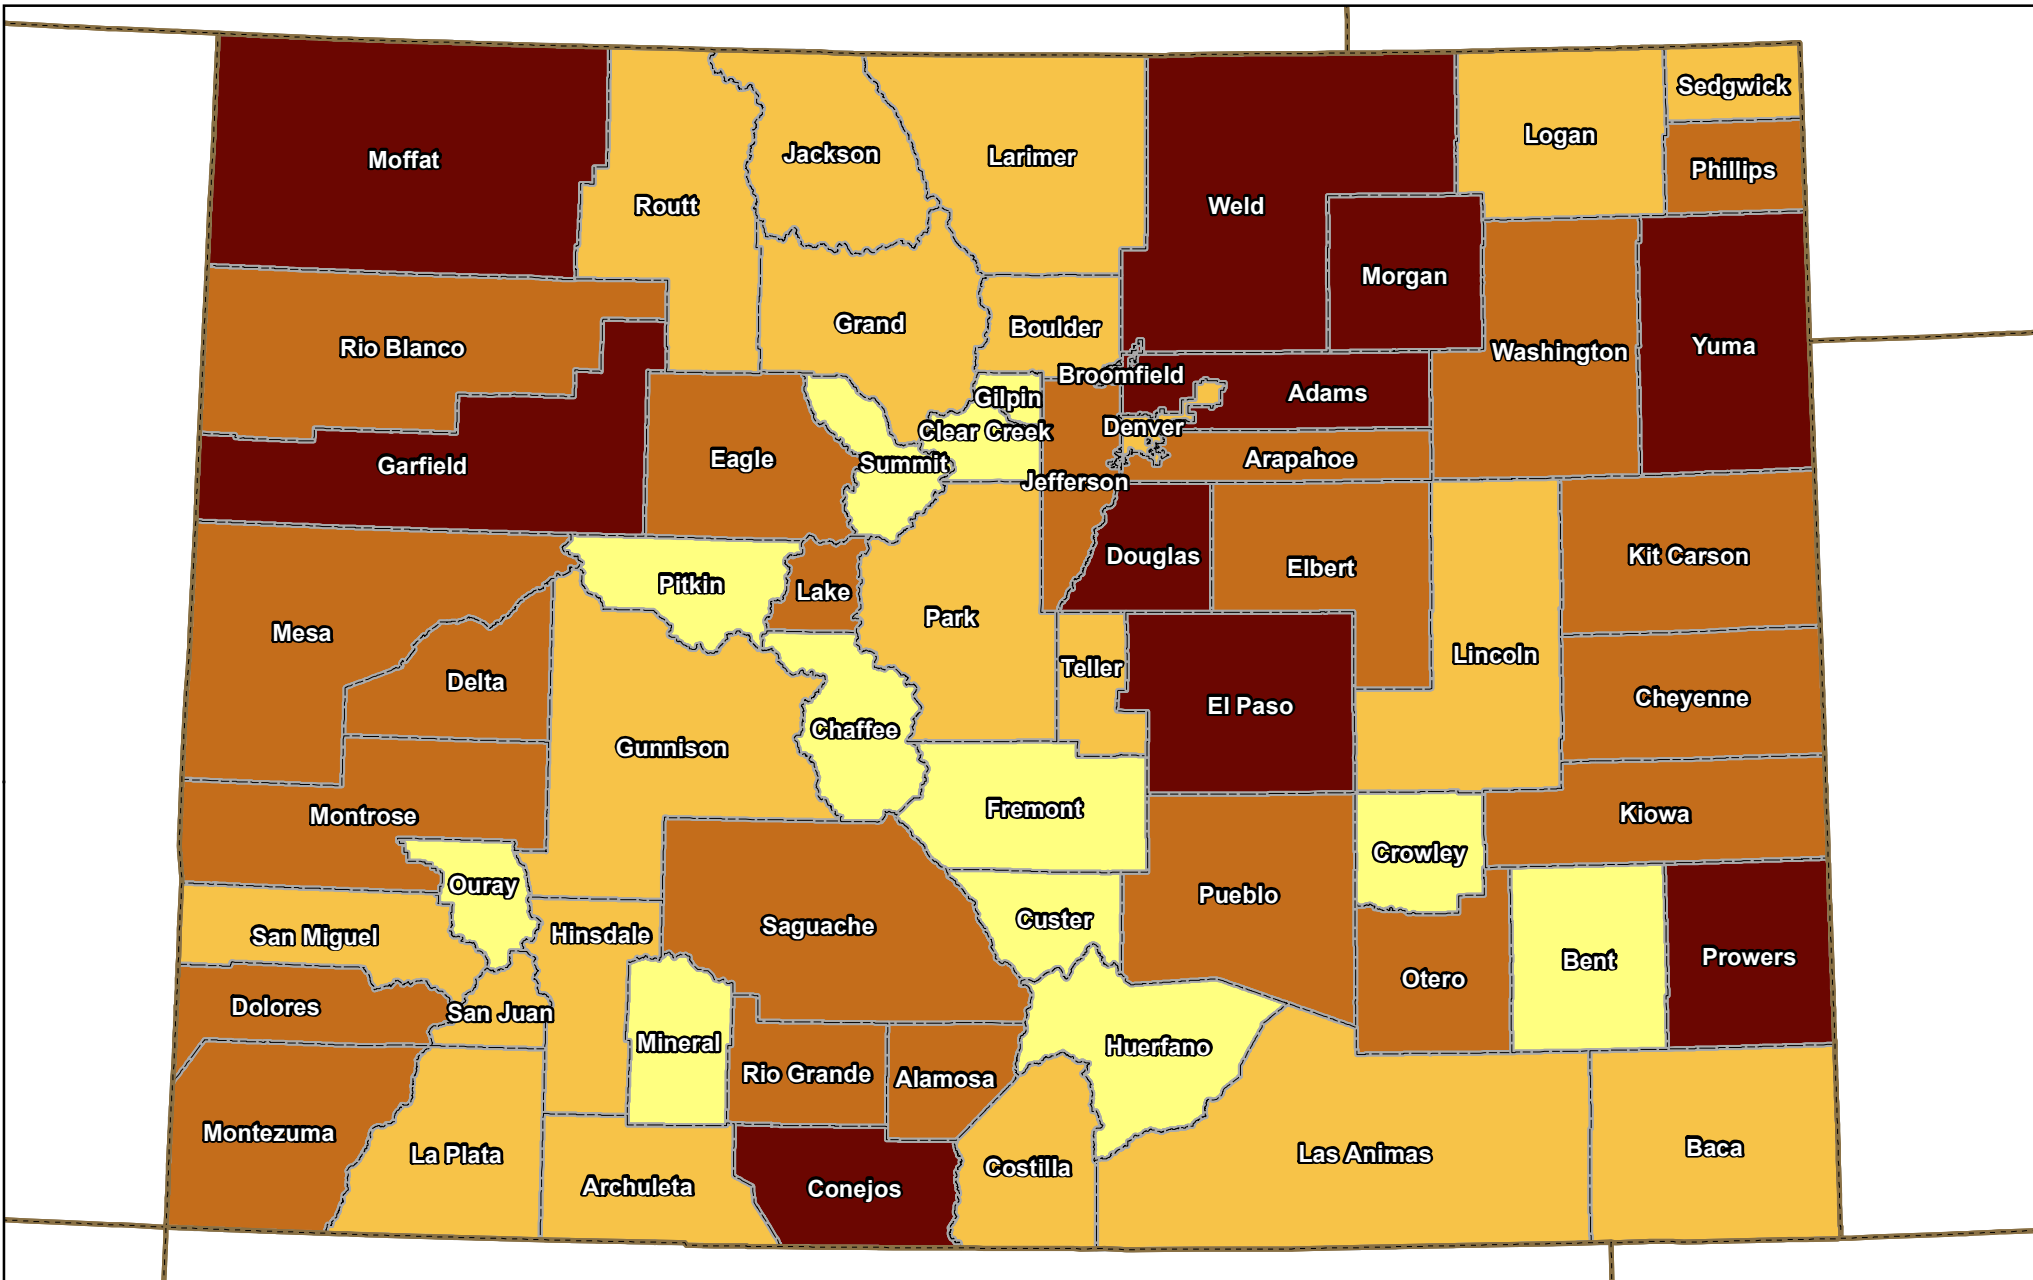 Sedgwick
Logan
Moffat
Jackson
Larimer
Phillips
Routt
Weld
Morgan
Grand
Boulder
Rio Blanco
Washington
Yuma
Broomfield
Gilpin
Adams
Denver
Clear Creek
Eagle
Arapahoe
Garfield
Summit
Jefferson
Douglas
Kit Carson
Elbert
Pitkin
Lake
Park
Mesa
Lincoln
Teller
Delta
Cheyenne
El Paso
Chaffee
Gunnison
Fremont
Kiowa
Montrose
Crowley
Ouray
Pueblo
Custer
Saguache
Hinsdale
San Miguel
Prowers
Bent
Otero
Dolores
San Juan
Mineral
Huerfano
Rio Grande
Alamosa
Montezuma
Baca
La Plata
Las Animas
Costilla
Archuleta
Conejos